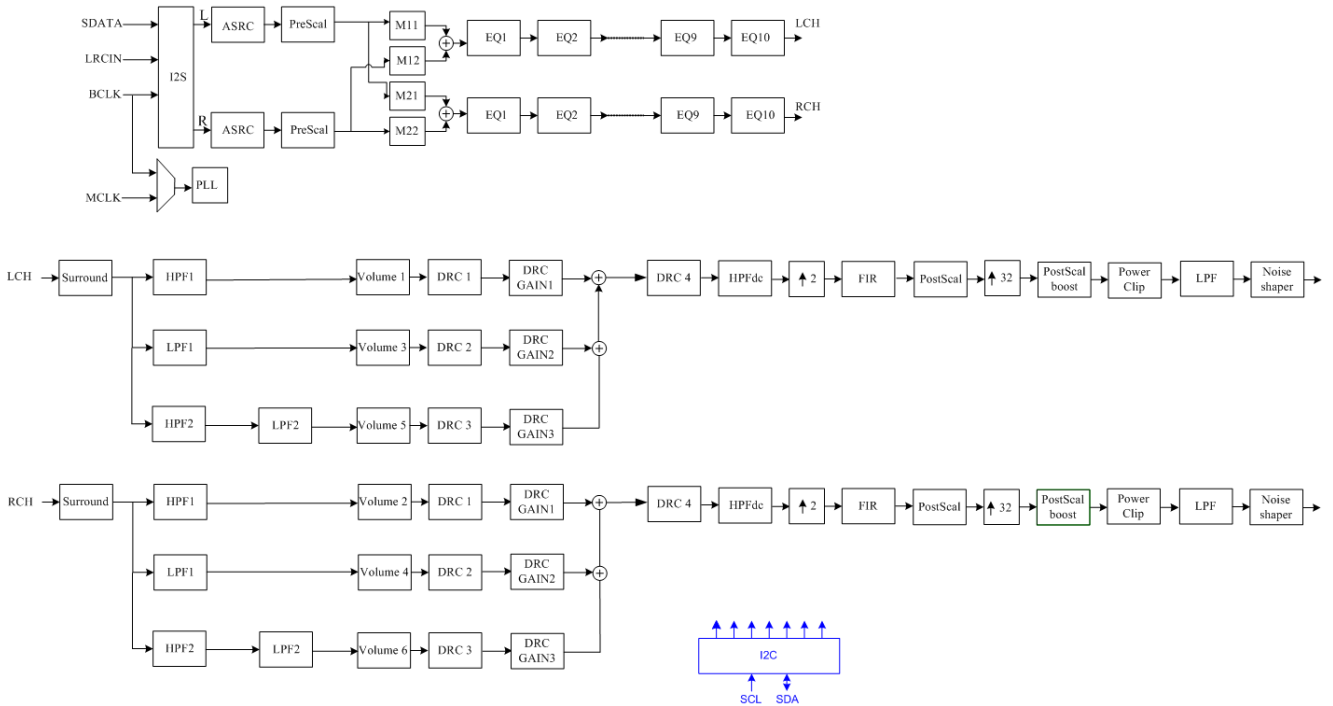 SDATA
LRCIN
BCLK
MCLK
I2S
L
R
ASRC
PreScal
ASRC
PreScal
PLL
M11
M12
M21
M22
EQ1
EQ2
EQ9
EQ10
LCH
EQ1
EQ2
EQ9
EQ10
RCH
LCH
Surround
HPF1
Volume 1
DRC 1
DRC
GAIN1
DRC 4
HPFdc
2
FIR
PostScal
32
PostScal
boost
Power
Clip
LPF
Noise
shaper
LPF1
Volume 3
DRC 2
DRC
GAIN2
HPF2
LPF2
Volume 5
DRC 3
DRC
GAIN3
RCH
Surround
HPF1
Volume 2
DRC 1
DRC
GAIN1
DRC 4
HPFdc
2
FIR
PostScal
32
PostScal
boost
Power
Clip
LPF
Noise
shaper
LPF1
Volume 4
DRC 2
DRC
GAIN2
HPF2
LPF2
Volume 6
DRC 3
DRC
GAIN3
I2C
SCL
SDA